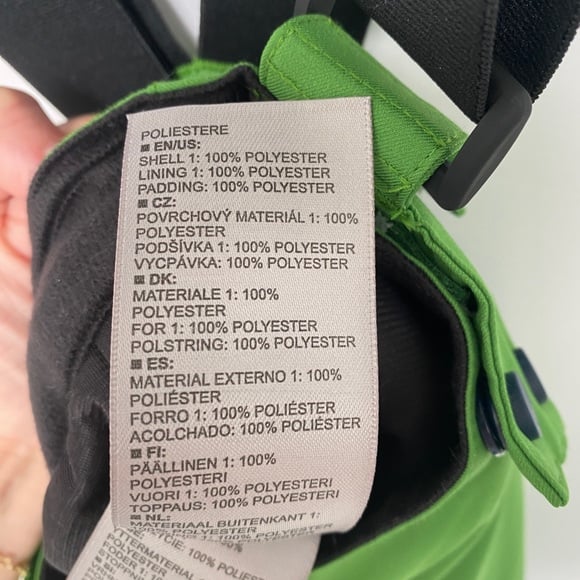 POLIESTERE
EN/US:
SHELL 1: 100% POLYESTER
LINING 1: 100% POLYESTER
PADDING: 100% POLYESTER
CZ:
POVRCHOVÝ MATERIÁL 1: 100%
POLYESTER
PODŠÍVKA 1: 100% POLYESTER
VYCPÁVKA: 100% POLYESTER
DK:
MATERIALE 1: 100%
POLYESTER
FOR 1: 100% POLYESTER
POLSTRING: 100% POLYESTER
ES:
MATERIAL EXTERNO 1: 100%
POLIÉSTER
FORRO 1: 100% POLIÉSTER
ACOLCHADO: 100% POLIÉSTER
FI:
PÄÄLLINEN 1: 100%
POLYESTERI
VUORI 1: 100% POLYESTERI
TOPPAUS: 100% POLYESTERI
NL:
MATERIAAL BUITENKANT 1:
100% POLYESTER